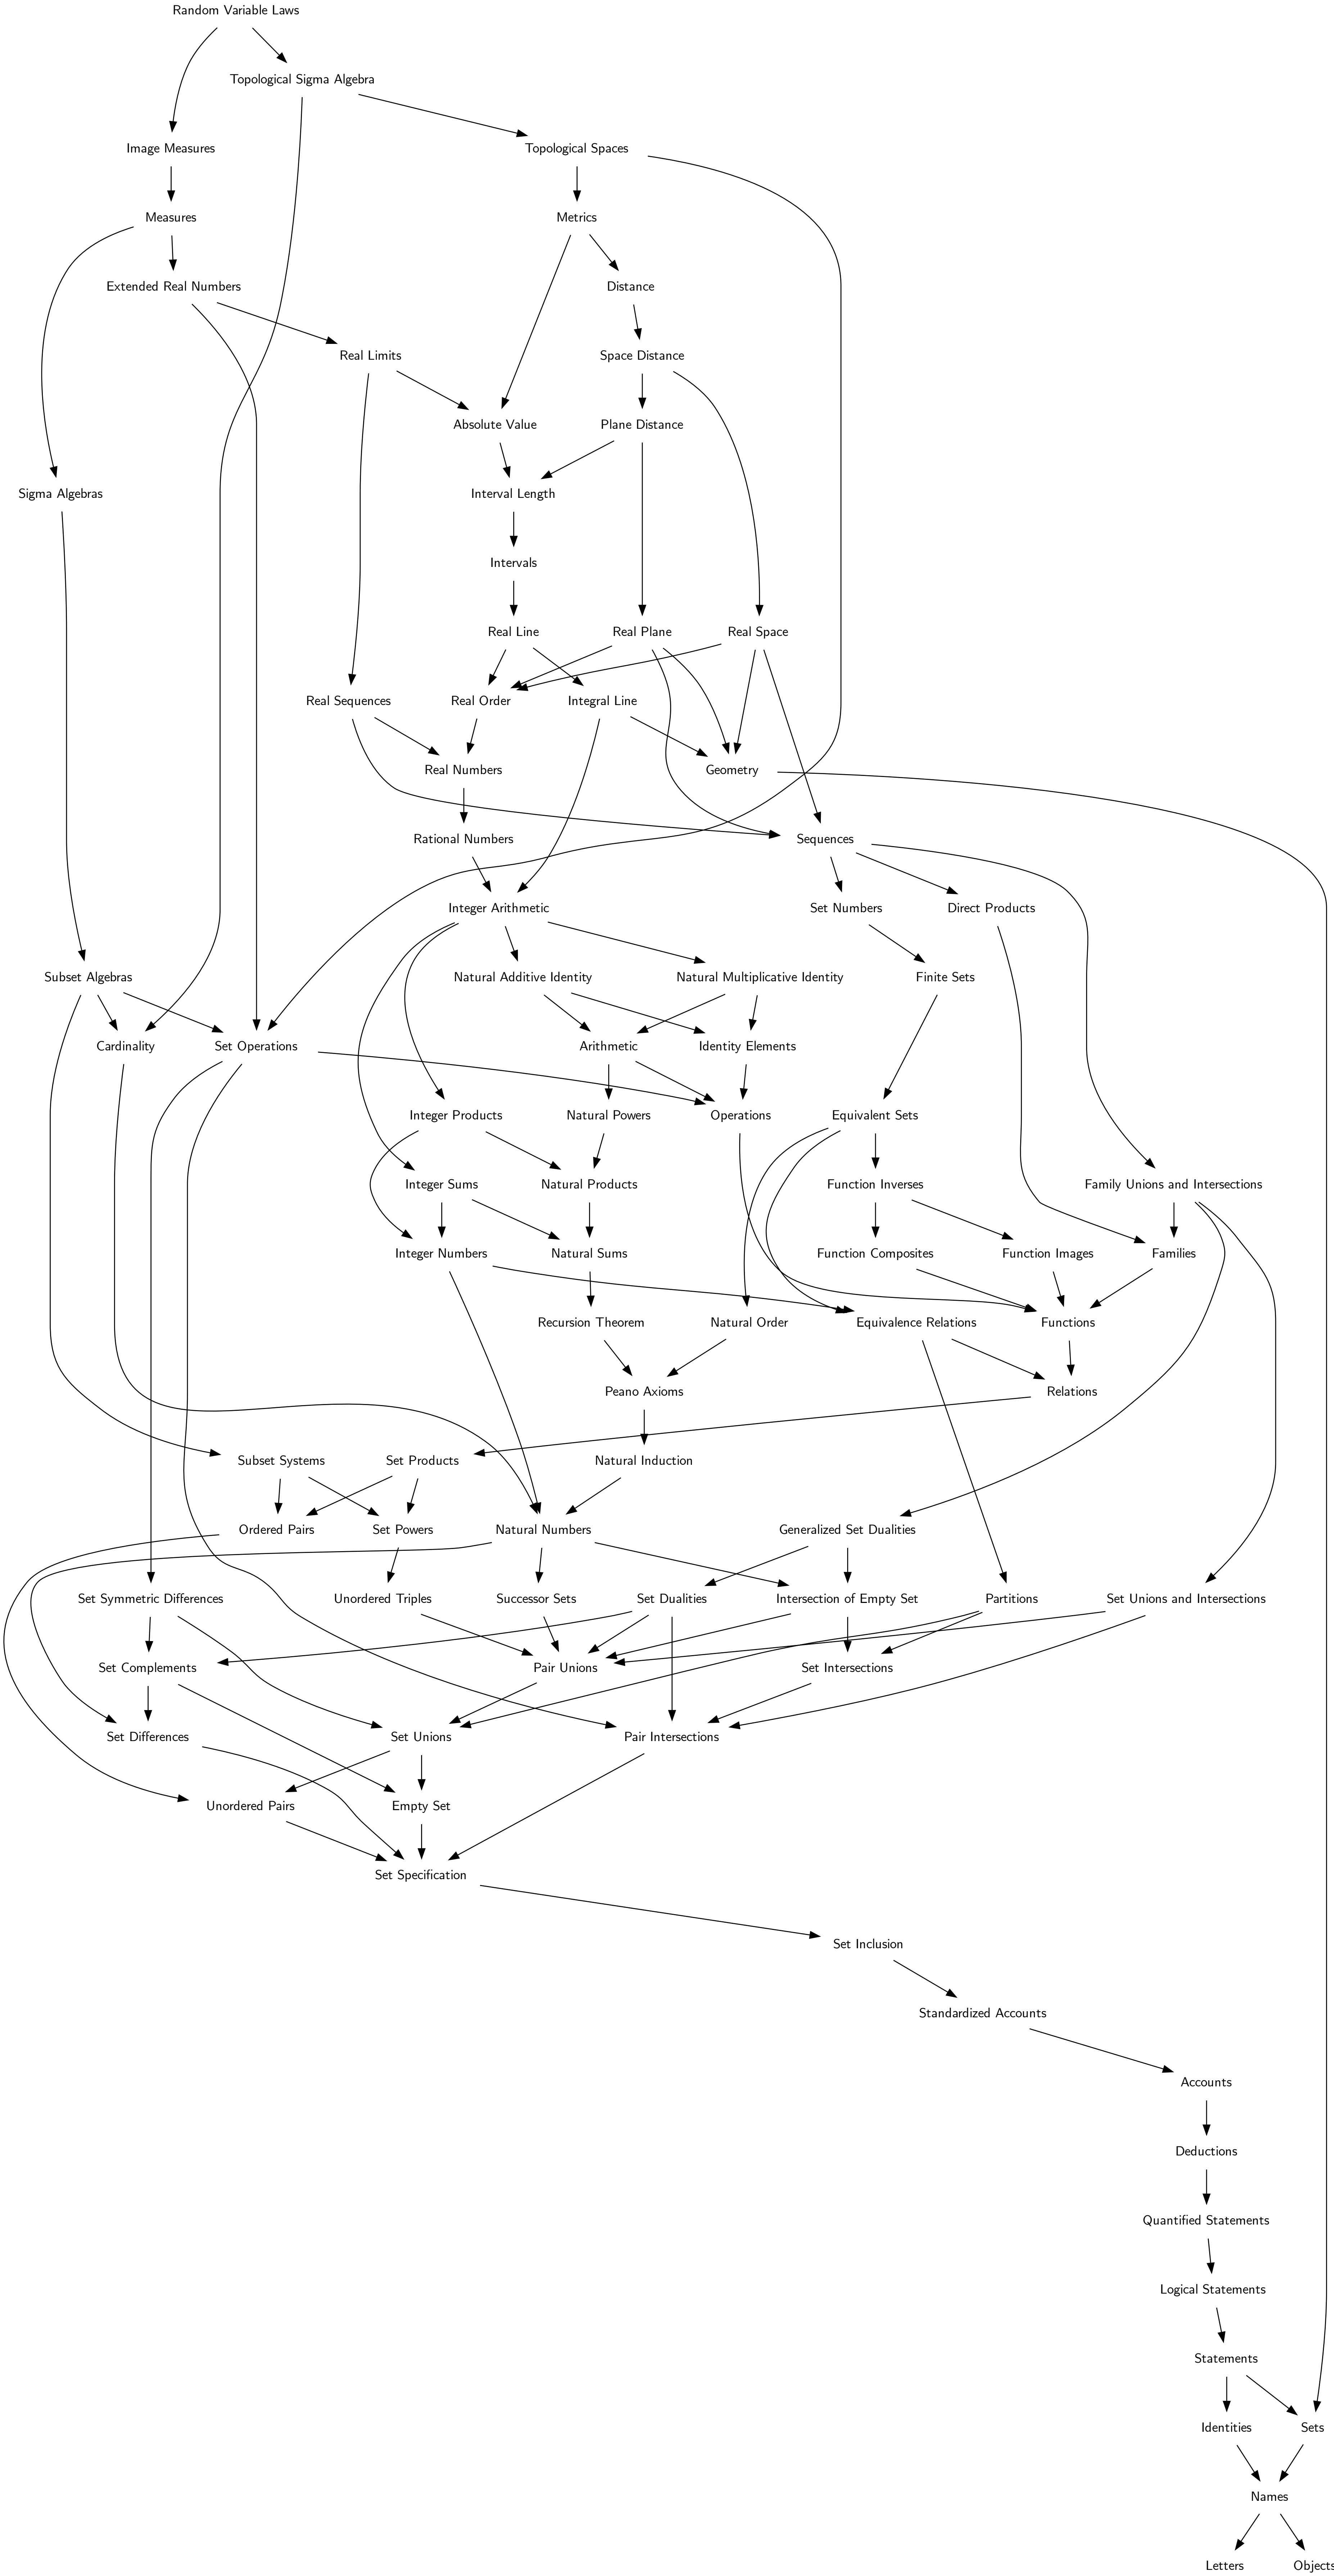 Random Variable Laws
Topological Sigma Algebra
Image Measures
Topological Spaces
Measures
Metrics
Extended Real Numbers
Distance
Real Limits
Space Distance
Absolute Value
Plane Distance
Sigma Algebras
Interval Length
Intervals
Real Line
Real Plane
Real Space
Real Sequences
Real Order
Integral Line
Real Numbers
Geometry
Rational Numbers
Sequences
Integer Arithmetic
Set Numbers
Direct Products
Subset Algebras
Natural Additive Identity
Natural Multiplicative Identity
Finite Sets
Cardinality
Set Operations
Arithmetic
Identity Elements
Integer Products
Natural Powers
Operations
Equivalent Sets
Integer Sums
Natural Products
Function Inverses
Family Unions and Intersections
Integer Numbers
Natural Sums
Function Composites
Function Images
Families
Recursion Theorem
Natural Order
Equivalence Relations
Functions
Peano Axioms
Relations
Subset Systems
Set Products
Natural Induction
Ordered Pairs
Set Powers
Natural Numbers
Generalized Set Dualities
Set Symmetric Differences
Unordered Triples
Successor Sets
Set Dualities
Intersection of Empty Set
Partitions
Set Unions and Intersections
Set Complements
Pair Unions
Set Intersections
Set Differences
Set Unions
Pair Intersections
Unordered Pairs
Empty Set
Set Specification
Set Inclusion
Standardized Accounts
Accounts
Deductions
Quantified Statements
Logical Statements
Statements
Identities
Sets
Names
Letters
Objects